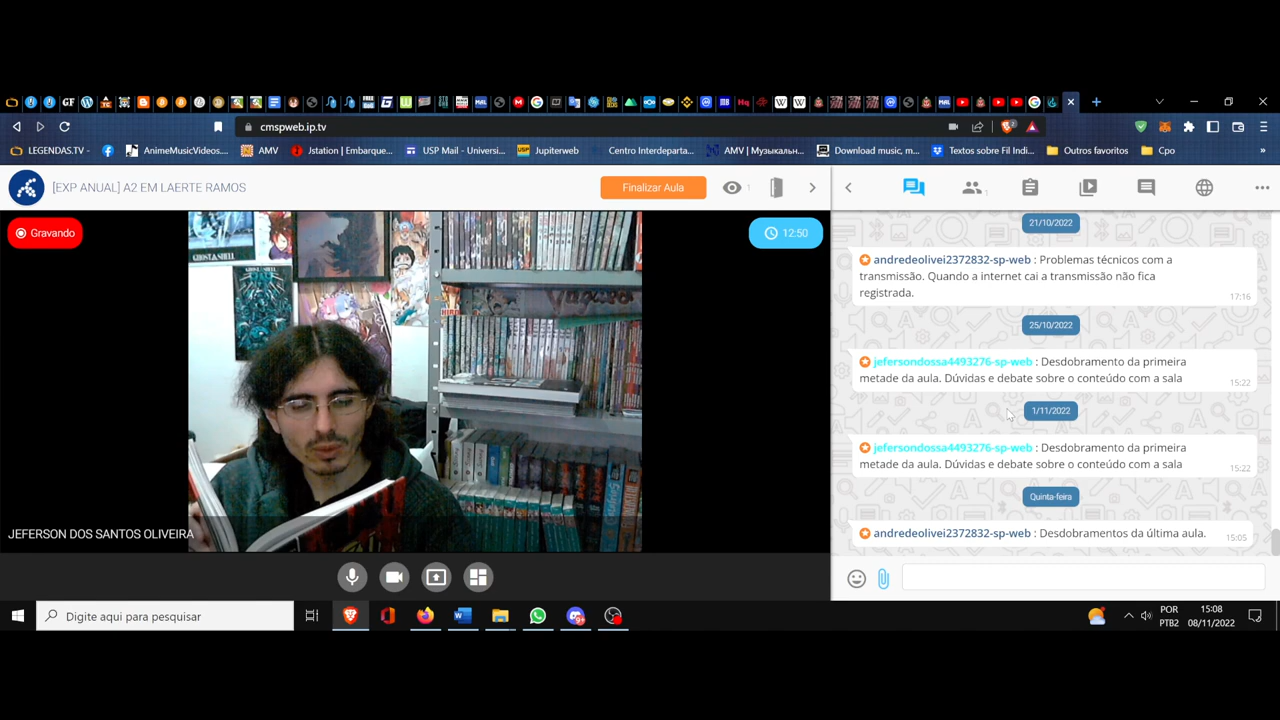 cmspweb.ip.tv
2
LEGENDAS.TV -
AnimeMusicVideos....
AMV
Jstation | Embarque...
USP Mail - Universi...
Jupiterweb
Centro Interdeparta...
AMV | Музыкальн...
Download music, m...
Textos sobre Fil Indi...
Outros favoritos
Cpo
»
[EXP ANUAL] A2 EM LAERTE RAMOS
Finalizar Aula
1
1
Gravando
12:50
GHOST SHELL
JEFERSON DOS SANTOS OLIVEIRA
21/10/2022
andredeolivei2372832-sp-web : Problemas técnicos com a
transmissão. Quando a internet cai a transmissão não fica
registrada.
17:16
25/10/2022
jefersondossa4493276-sp-web : Desdobramento da primeira
metade da aula. Dúvidas e debate sobre o conteúdo com a sala
15:22
1/11/2022
jefersondossa4493276-sp-web : Desdobramento da primeira
metade da aula. Dúvidas e debate sobre o conteúdo com a sala
15:22
Quinta-feira
andredeolivei2372832-sp-web : Desdobramentos da última aula.
15:05
Digite aqui para pesquisar
POR
PTB2
15:08
08/11/2022